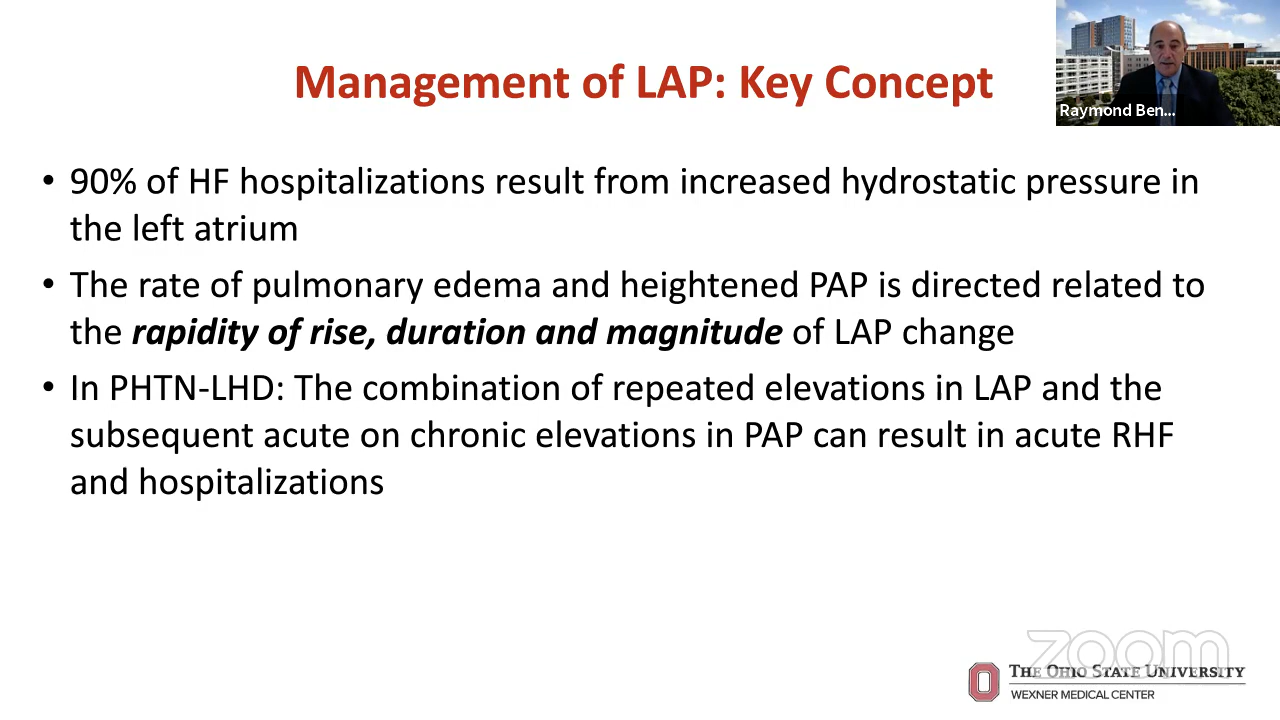 Management of LAP: Key Concept
Raymond Ben...
• 90% of HF hospitalizations result from increased hydrostatic pressure in
the left atrium
• The rate of pulmonary edema and heightened PAP is directed related to
the rapidity of rise, duration and magnitude of LAP change
• In PHTN-LHD: The combination of repeated elevations in LAP and the
subsequent acute on chronic elevations in PAP can result in acute RHF
and hospitalizations
zoom
THE OHIO STATE UNIVERSITY
WEXNER MEDICAL CENTER